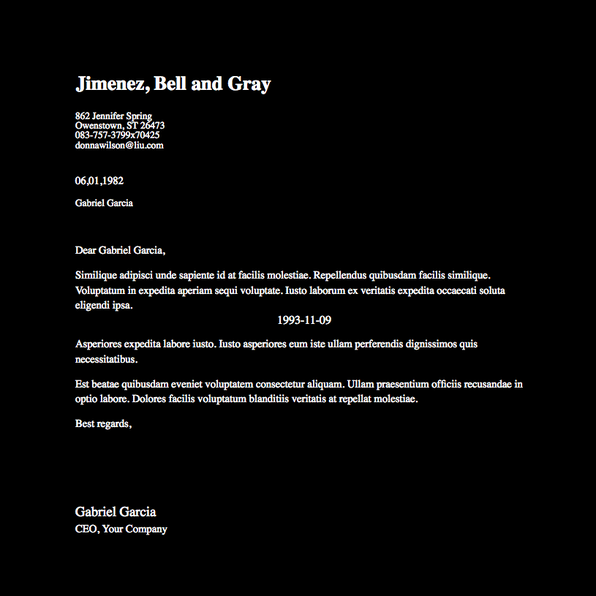 Jimenez, Bell and Gray
862 Jennifer Spring
Owenstown, ST 26473
083-757-3799x70425
donnawilson@liu.com
06,01,1982
Gabriel Garcia
Dear Gabriel Garcia,
Similique adipisci unde sapiente id at facilis molestiae. Repellendus quibusdam facilis similique.
Voluptatum in expedita aperiam sequi voluptate. Iusto laborum ex veritatis expedita occaecati soluta
eligendi ipsa.
1993-11-09
Asperiores expedita labore iusto. Iusto asperiores eum iste ullam perferendis dignissimos quis
necessitatibus.
Est beatae quibusdam eveniet voluptatem consectetur aliquam. Ullam praesentium officiis recusandae in
optio labore. Dolores facilis voluptatum blanditiis veritatis at repellat molestiae.
Best regards,
Gabriel Garcia
CEO, Your Company